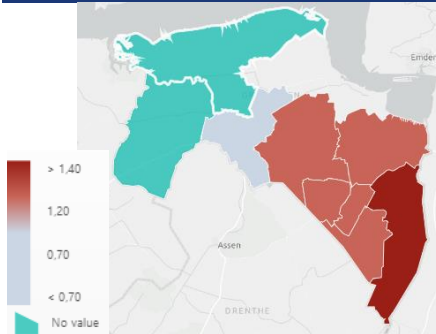 Emden
N
> 1,40
1,20
0,70
< 0,70
No value
Assen
DRENTHE